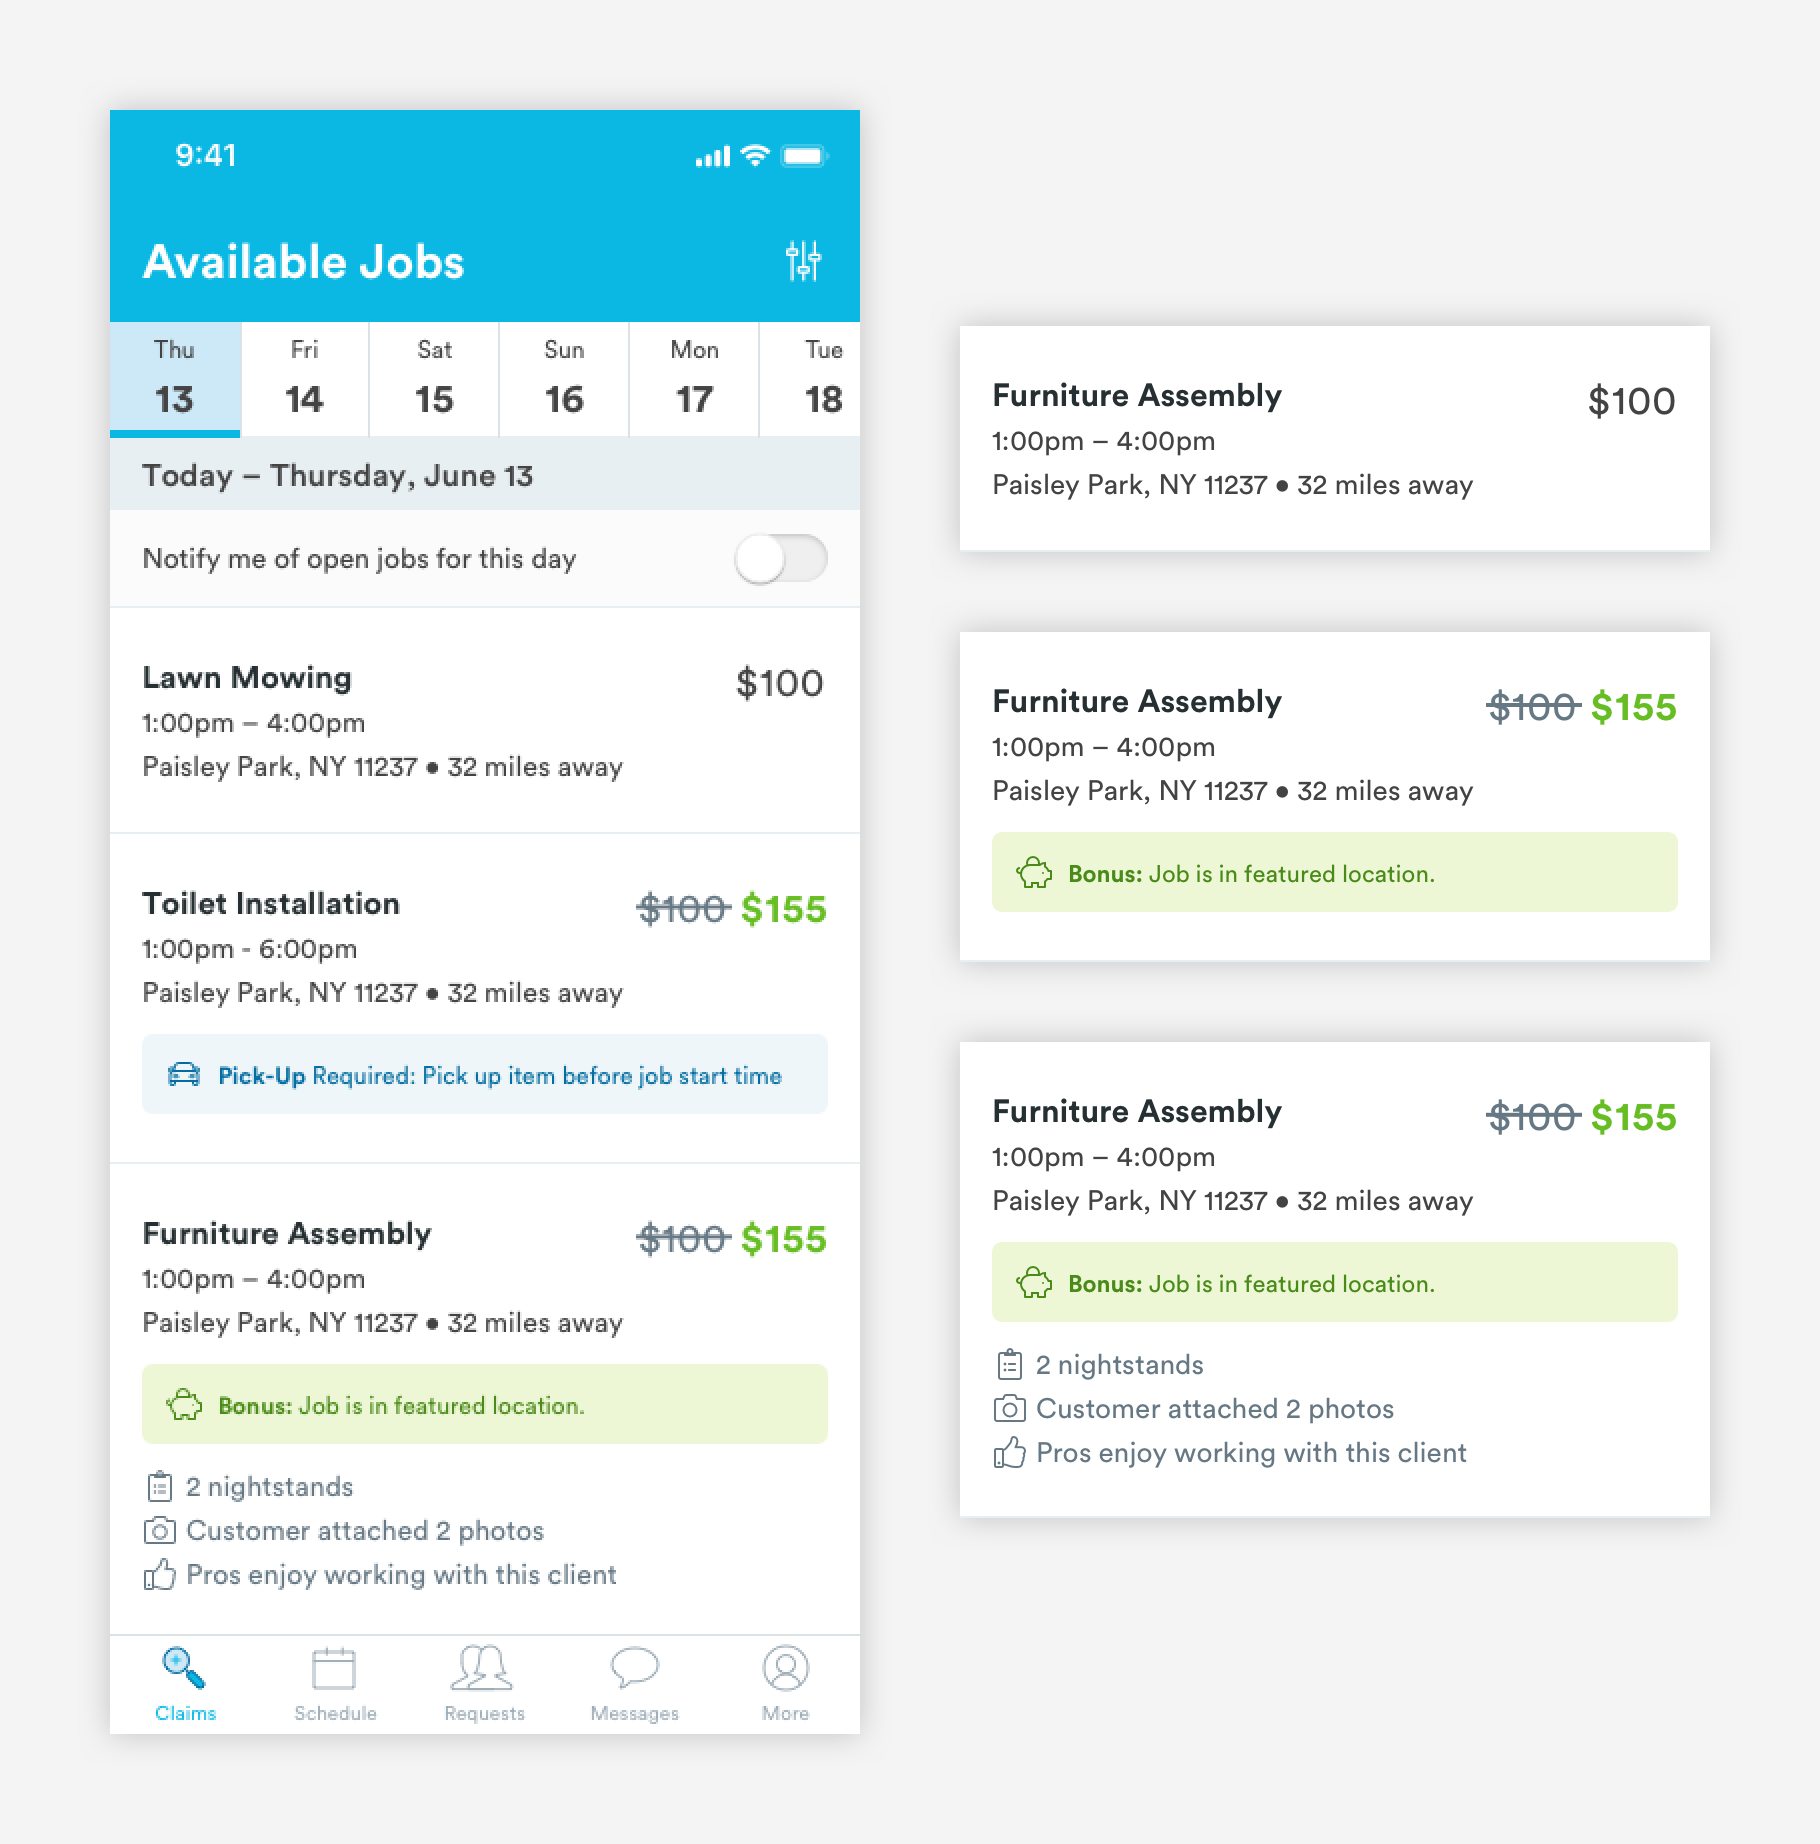 9:41
Available Jobs
Thu Fri Sat Sun Mon Tue
13 14 15 16 17 18
Today – Thursday, June 13
Notify me of open jobs for this day
Lawn Mowing $100
1:00pm – 4:00pm
Paisley Park, NY 11237 • 32 miles away
Toilet Installation $100 $155
1:00pm - 6:00pm
Paisley Park, NY 11237 • 32 miles away
Pick-Up Required: Pick up item before job start time
Furniture Assembly $100 $155
1:00pm – 4:00pm
Paisley Park, NY 11237 • 32 miles away
Bonus: Job is in featured location.
2 nightstands
Customer attached 2 photos
Pros enjoy working with this client
Claims Schedule Requests Messages More
Furniture Assembly $100
1:00pm – 4:00pm
Paisley Park, NY 11237 • 32 miles away
Furniture Assembly $100 $155
1:00pm – 4:00pm
Paisley Park, NY 11237 • 32 miles away
Bonus: Job is in featured location.
Furniture Assembly $100 $155
1:00pm – 4:00pm
Paisley Park, NY 11237 • 32 miles away
Bonus: Job is in featured location.
2 nightstands
Customer attached 2 photos
Pros enjoy working with this client